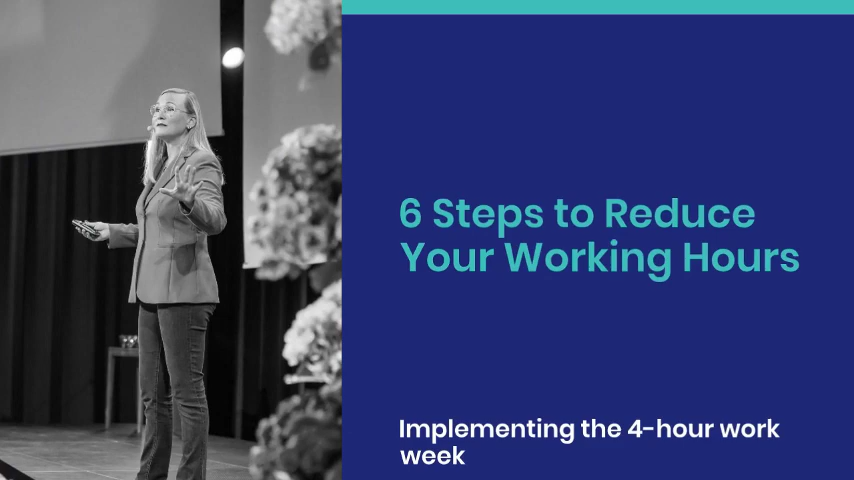 6 Steps to Reduce
Your Working Hours
Implementing the 4-hour work
week